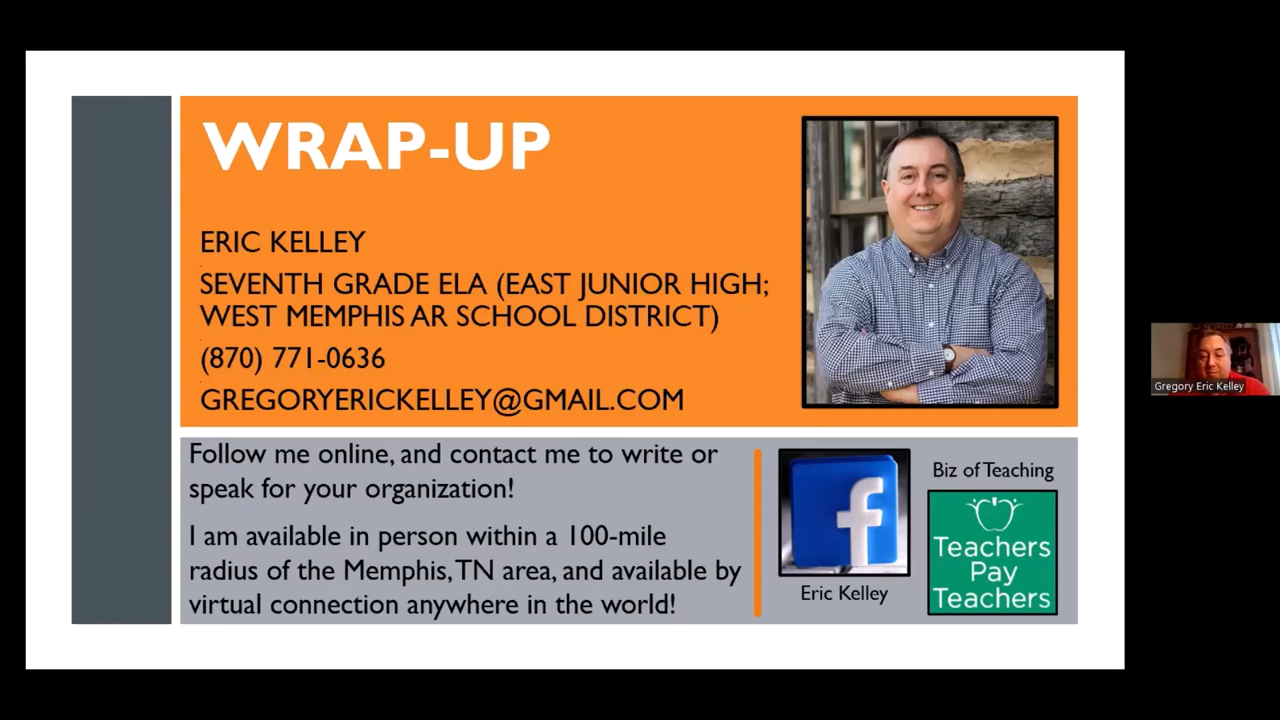 WRAP-UP
ERIC KELLEY
SEVENTH GRADE ELA (EAST JUNIOR HIGH;
WEST MEMPHIS AR SCHOOL DISTRICT)
(870) 771-0636
GREGORYERICKELLEY@GMAIL.COM
Follow me online, and contact me to write or
speak for your organization!
I am available in person within a 100-mile
radius of the Memphis, TN area, and available by
virtual connection anywhere in the world!
f
Eric Kelley
Biz of Teaching
Teachers
Pay
Teachers
Gregory Eric Kelley